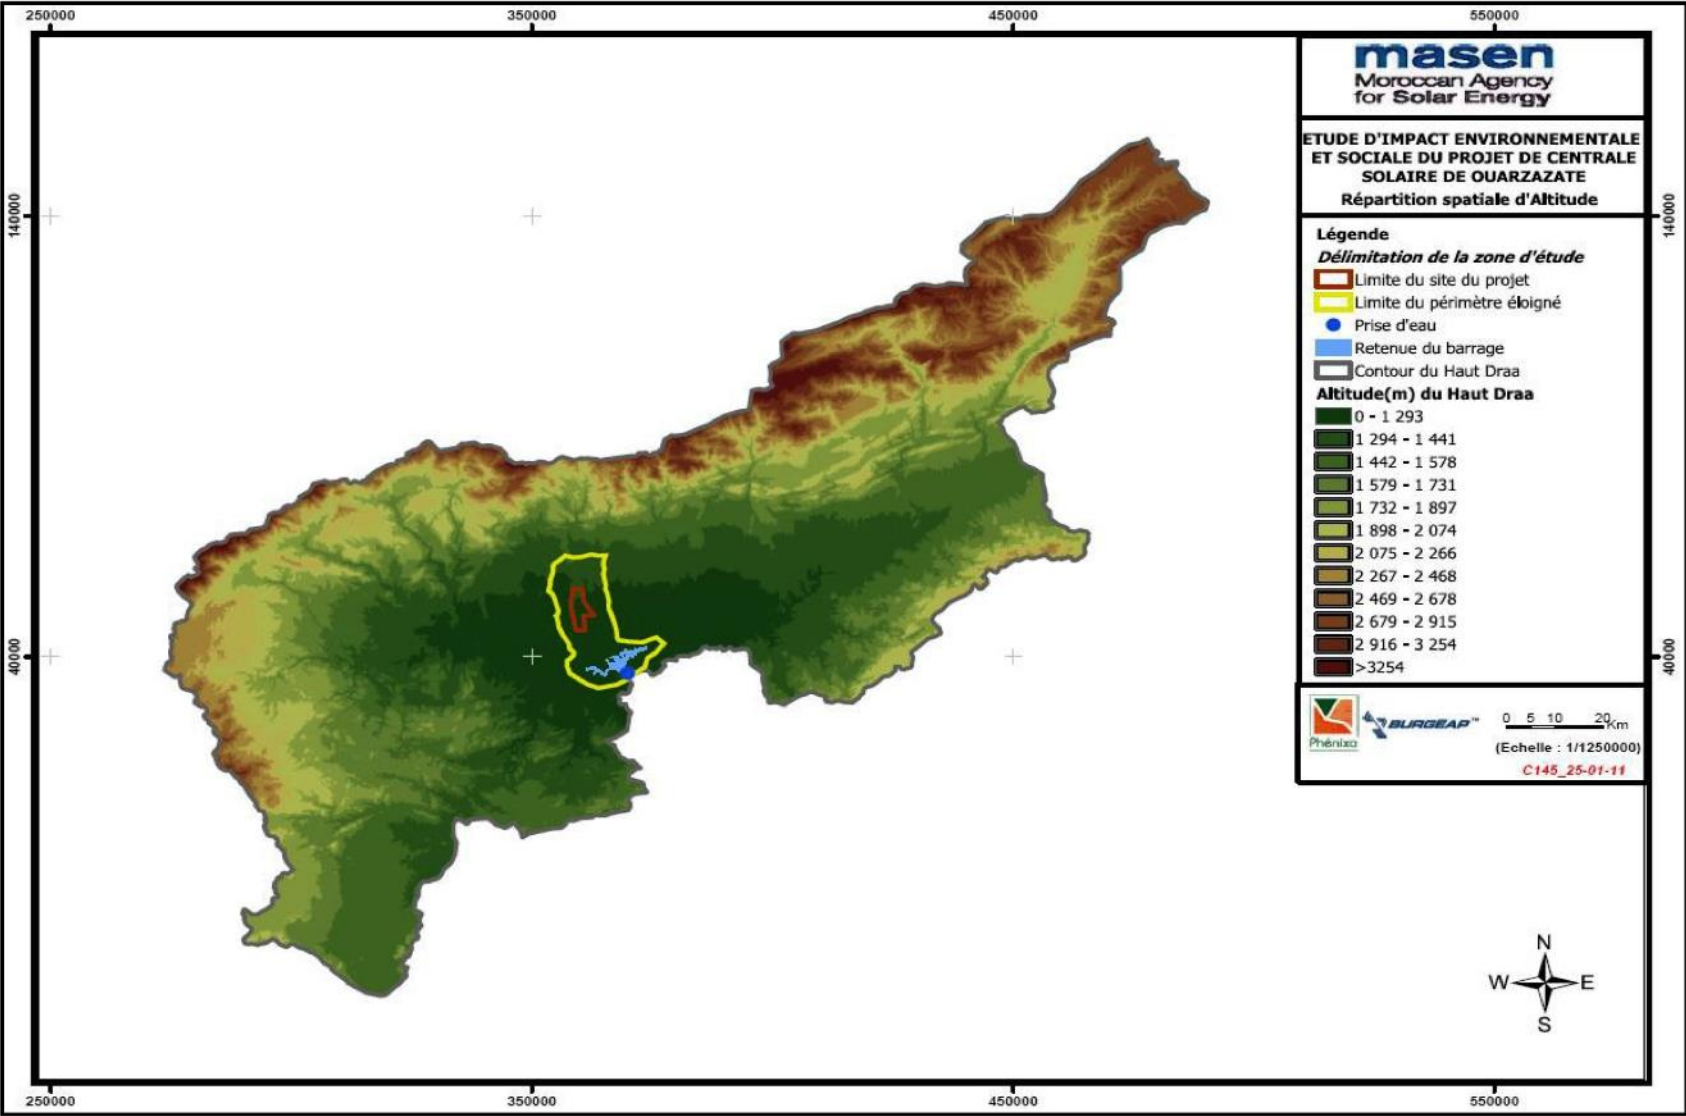 250000 350000 450000 550000
masen
Moroccan Agency
for Solar Energy
ETUDE D'IMPACT ENVIRONNEMENTALE
ET SOCIALE DU PROJET DE CENTRALE
SOLAIRE DE OUARZAZATE
Répartition spatiale d'Altitude
140000 140000
Légende
Délimitation de la zone d'étude
Limite du site du projet
Limite du périmètre éloigné
Prise d'eau
Retenue du barrage
Contour du Haut Draa
Altitude(m) du Haut Draa
0 - 1 293
1 294 - 1 441
1 442 - 1 578
1 579 - 1 731
1 732 - 1 897
1 898 - 2 074
2 075 - 2 266
2 267 - 2 468
2 469 - 2 678
2 679 - 2 915
2 916 - 3 254
>3254
40000 40000
Phénixa
BURGEAP™
0 5 10 20 Km
(Echelle : 1/1250000)
C145_25-01-11
N
W E
S
250000 350000 450000 550000